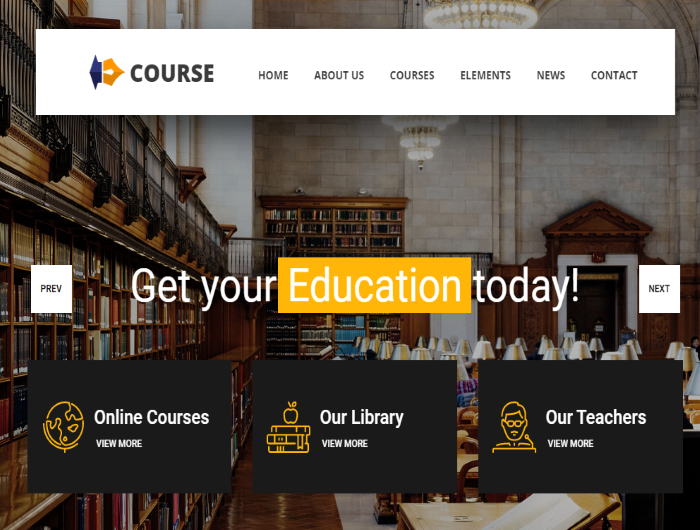 COURSE
HOME ABOUT US COURSES ELEMENTS NEWS CONTACT
PREV
Get your Education today!
NEXT
Online Courses
VIEW MORE
Our Library
VIEW MORE
Our Teachers
VIEW MORE